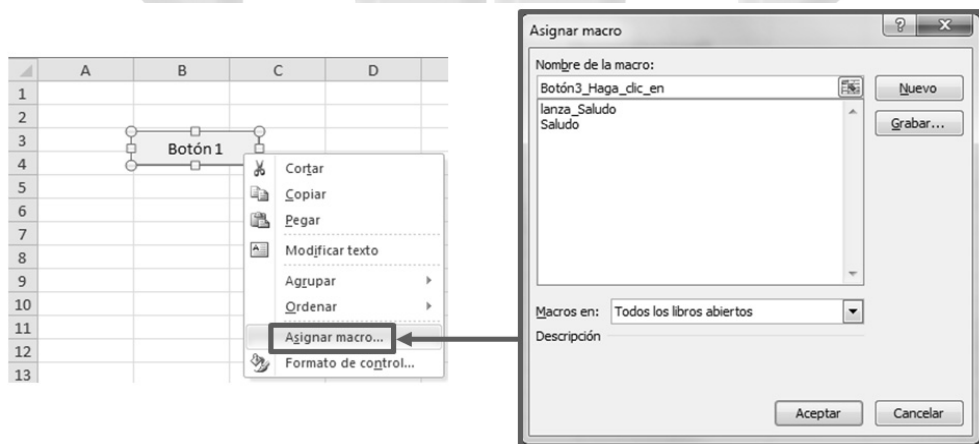 A B C D
1
2
3
4
5
6
7
8
9
10
11
12
13
Botón 1
Cortar
Copiar
Pegar
Modificar texto
Agrupar
Ordenar
Asignar macro...
Formato de control...
Asignar macro
Nombre de la macro:
Botón3_Haga_clic_en
lanza_Saludo
Saludo
Nuevo
Grabar...
Macros en: Todos los libros abiertos
Descripción
Aceptar Cancelar